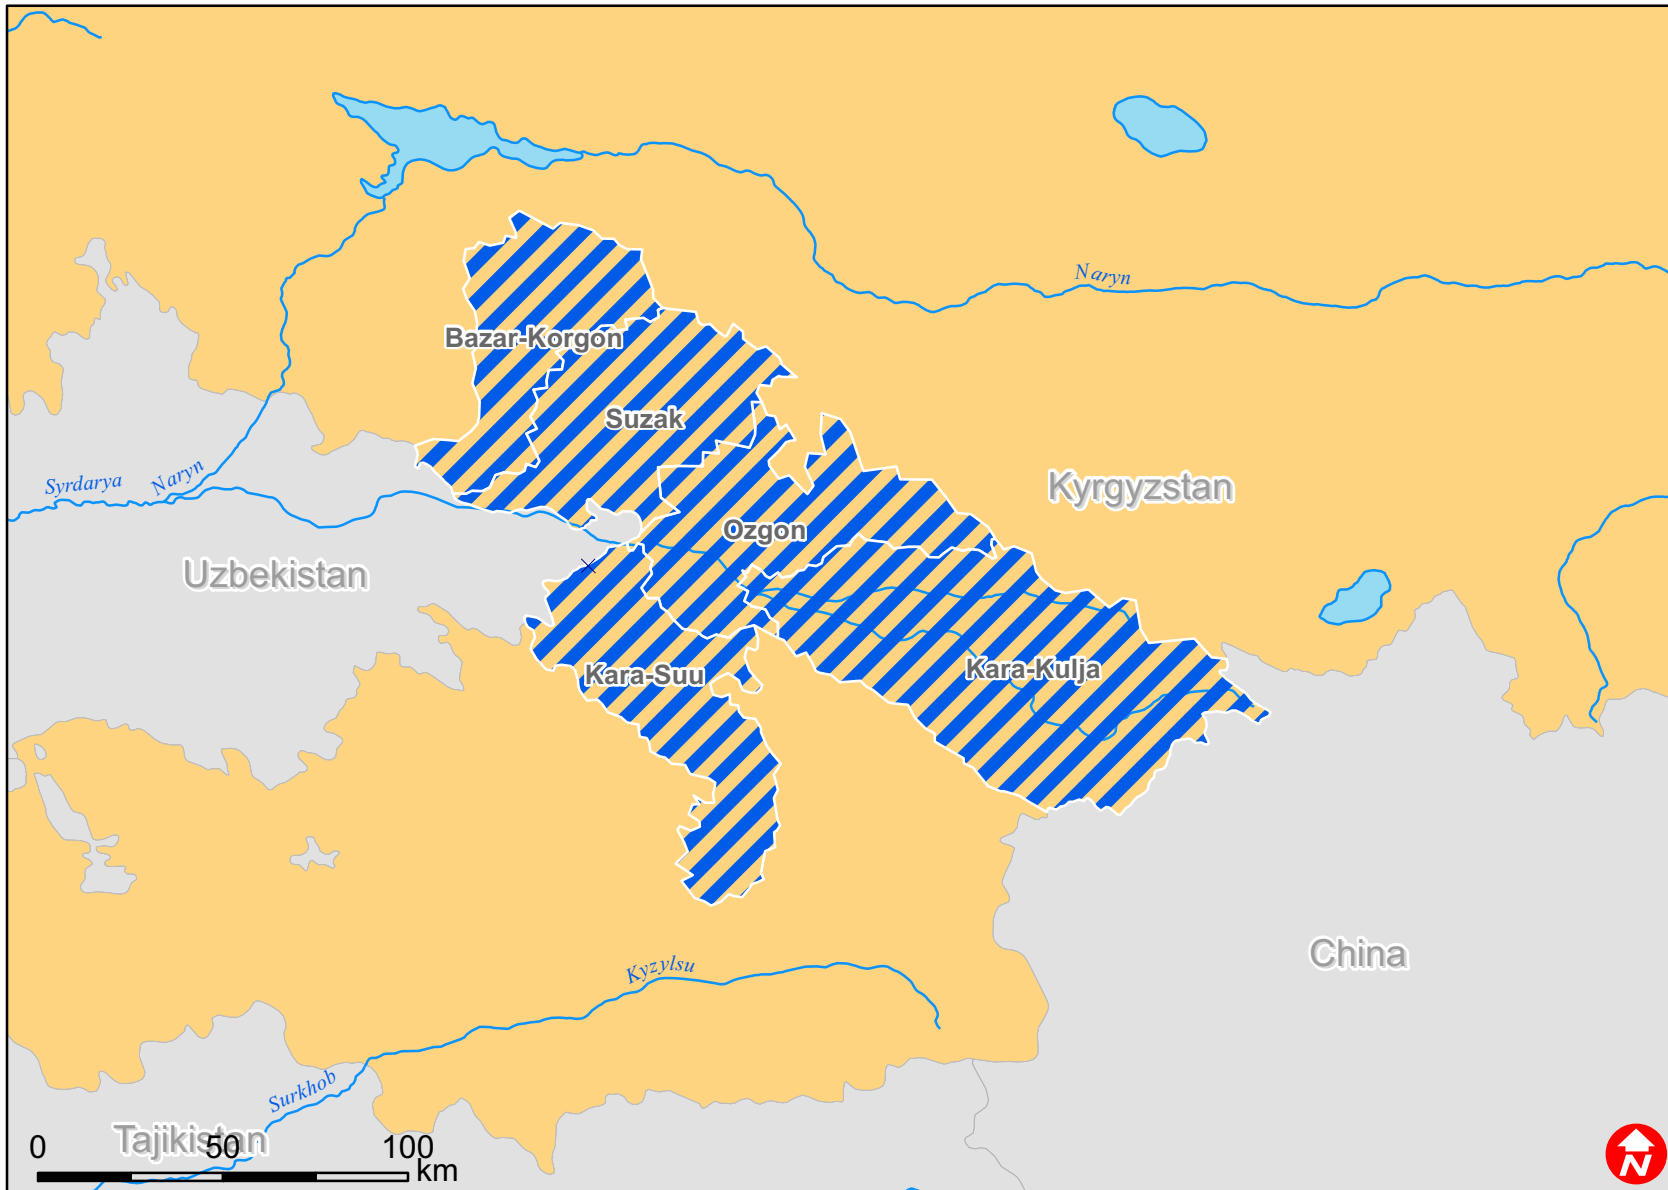 Naryn
Bazar-Korgon
Suzak
Syrdarya
Naryn
Kyrgyzstan
Ozgon
Uzbekistan
Kara-Suu
Kara-Kulja
China
Kyzylsu
Surkhob
Tajikistan
0 50 100
km
N